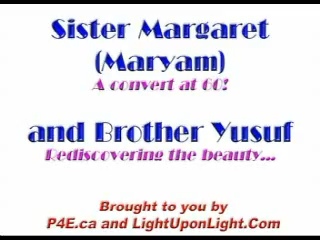 Sister Margaret
(Maryam)
A convert at 60!
and Brother Yusuf
Rediscovering the beauty...
Brought to you by
P4E.ca and LightUponLight.Com